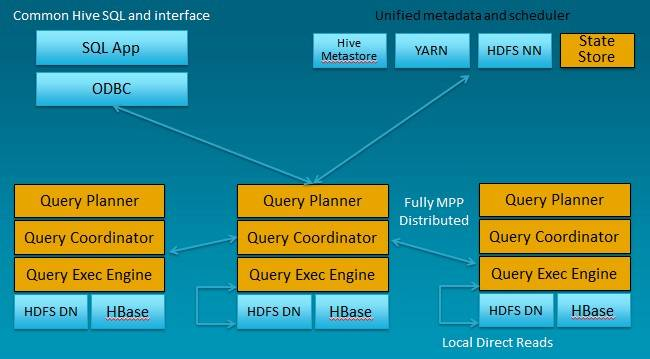 Common Hive SQL and interface
Unified metadata and scheduler
SQL App
ODBC
Hive
Metastore
YARN
HDFS NN
State
Store
Query Planner
Query Coordinator
Query Exec Engine
HDFS DN
HBase
Query Planner
Query Coordinator
Query Exec Engine
HDFS DN
HBase
Fully MPP
Distributed
Query Planner
Query Coordinator
Query Exec Engine
HDFS DN
HBase
Local Direct Reads